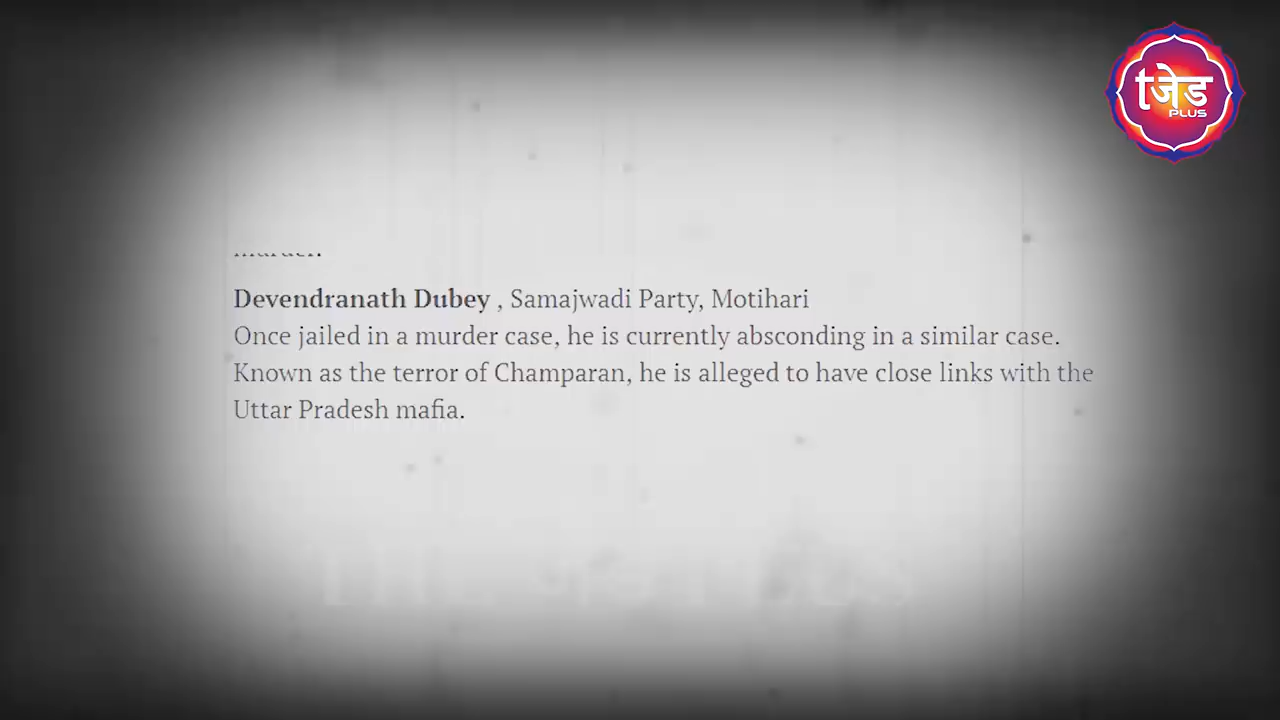 जेड
PLUS
Devendranath Dubey , Samajwadi Party, Motihari
Once jailed in a murder case, he is currently absconding in a similar case.
Known as the terror of Champaran, he is alleged to have close links with the
Uttar Pradesh mafia.